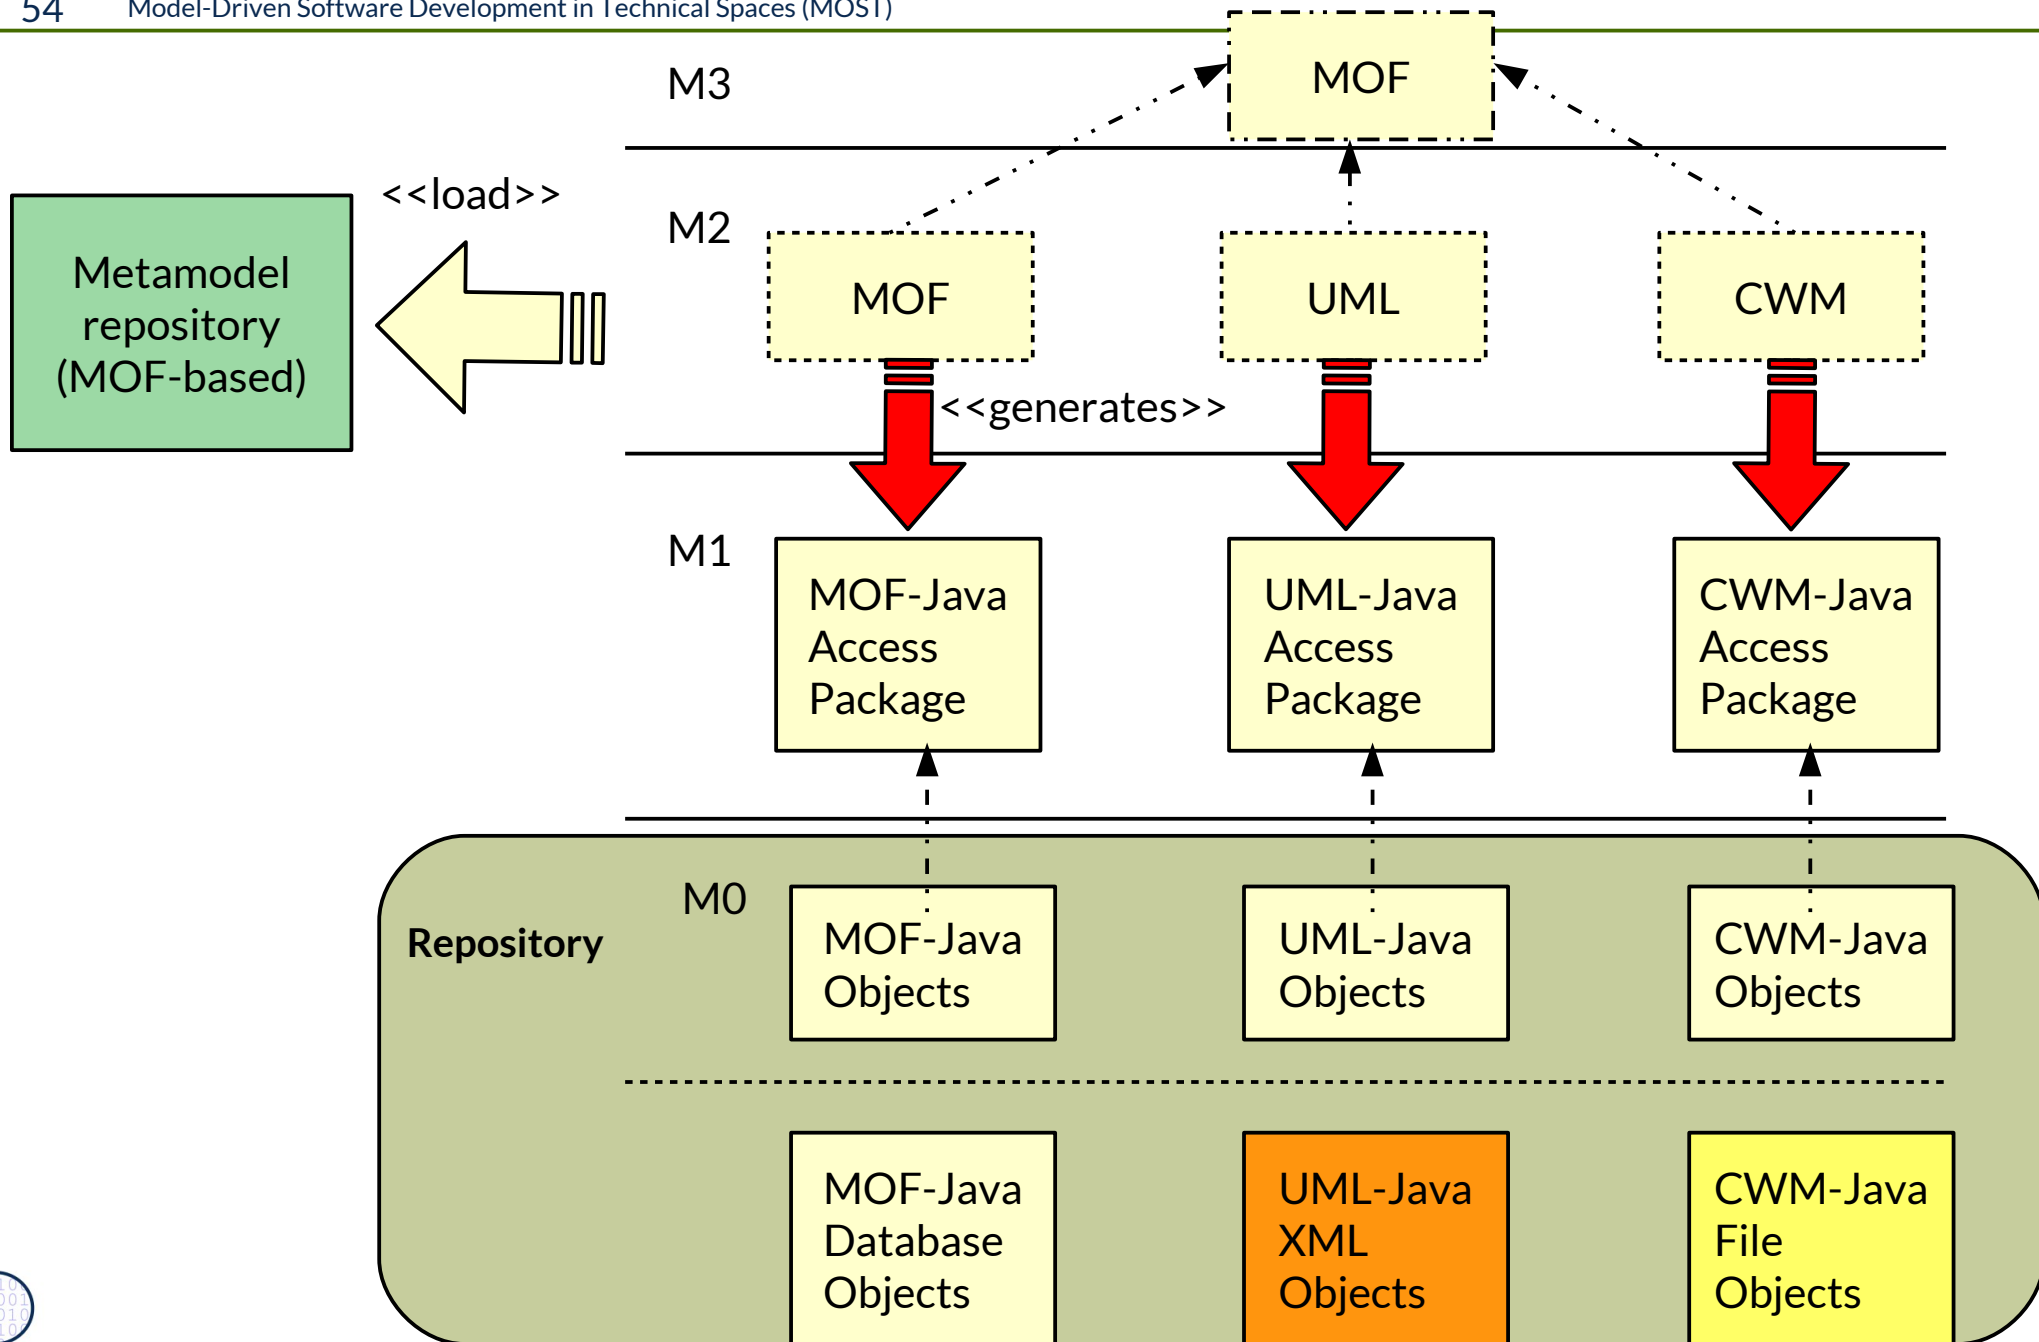 54 Model-Driven Software Development in Technical Spaces (MOST)
M3
MOF
<<load>>
M2
Metamodel
repository
(MOF-based)
MOF
UML
CWM
<<generates>>
M1
MOF-Java
Access
Package
UML-Java
Access
Package
CWM-Java
Access
Package
M0
Repository
MOF-Java
Objects
UML-Java
Objects
CWM-Java
Objects
MOF-Java
Database
Objects
UML-Java
XML
Objects
CWM-Java
File
Objects